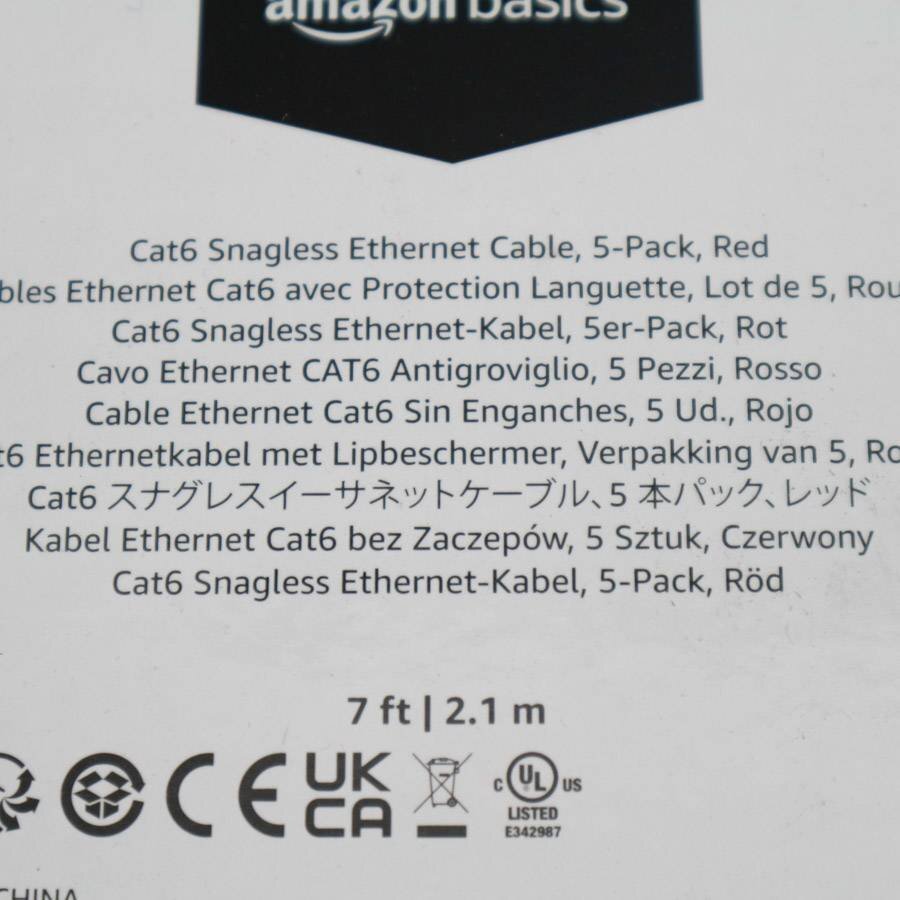 amazon basics
Cat6 Snagless Ethernet Cable, 5-Pack, Red
bles Ethernet Cat6 avec Protection Languette, Lot de 5, Rou
Cat6 Snagless Ethernet-Kabel, 5er-Pack, Rot
Cavo Ethernet CAT6 Antigroviglio, 5 Pezzi, Rosso
Cable Ethernet Cat6 Sin Enganches, 5 Ud., Rojo
t6 Ethernetkabel met Lipbeschermer, Verpakking van 5, Ro
Cat6 スナグレスイーサネットケーブル、5 本パック、レッド
Kabel Ethernet Cat6 bez Zaczepów, 5 Sztuk, Czerwony
Cat6 Snagless Ethernet-Kabel, 5-Pack, Röd
7 ft | 2.1 m
CE UK CA c UL US
LISTED
E342987
CHINA